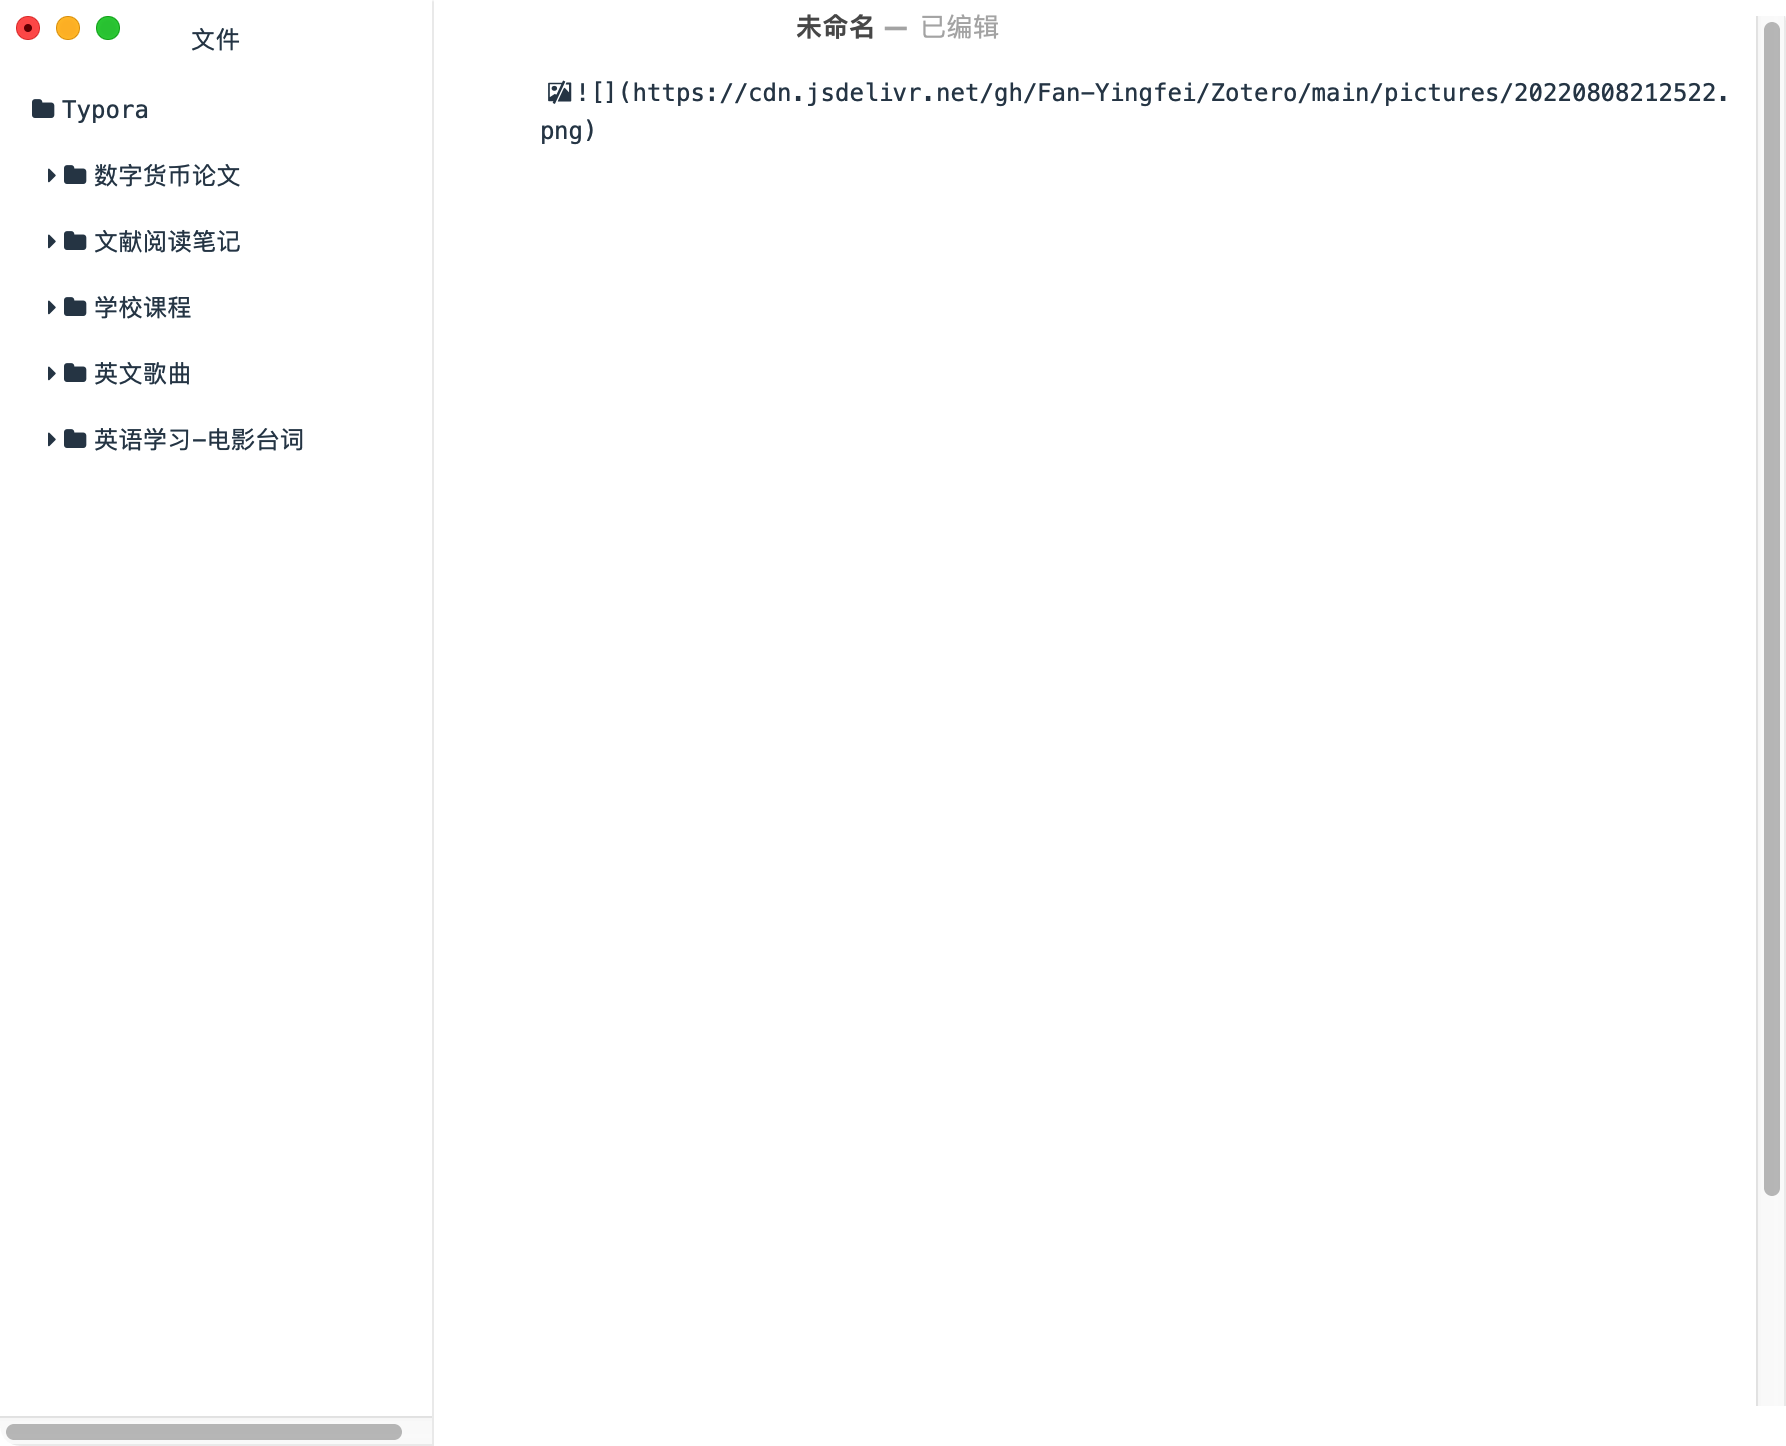 文件
Typora
数字货币论文
文献阅读笔记
学校课程
英文歌曲
英语学习-电影台词
未命名 — 已编辑
![](https://cdn.jsdelivr.net/gh/Fan-Yingfei/Zotero/main/pictures/20220808212522.
png)